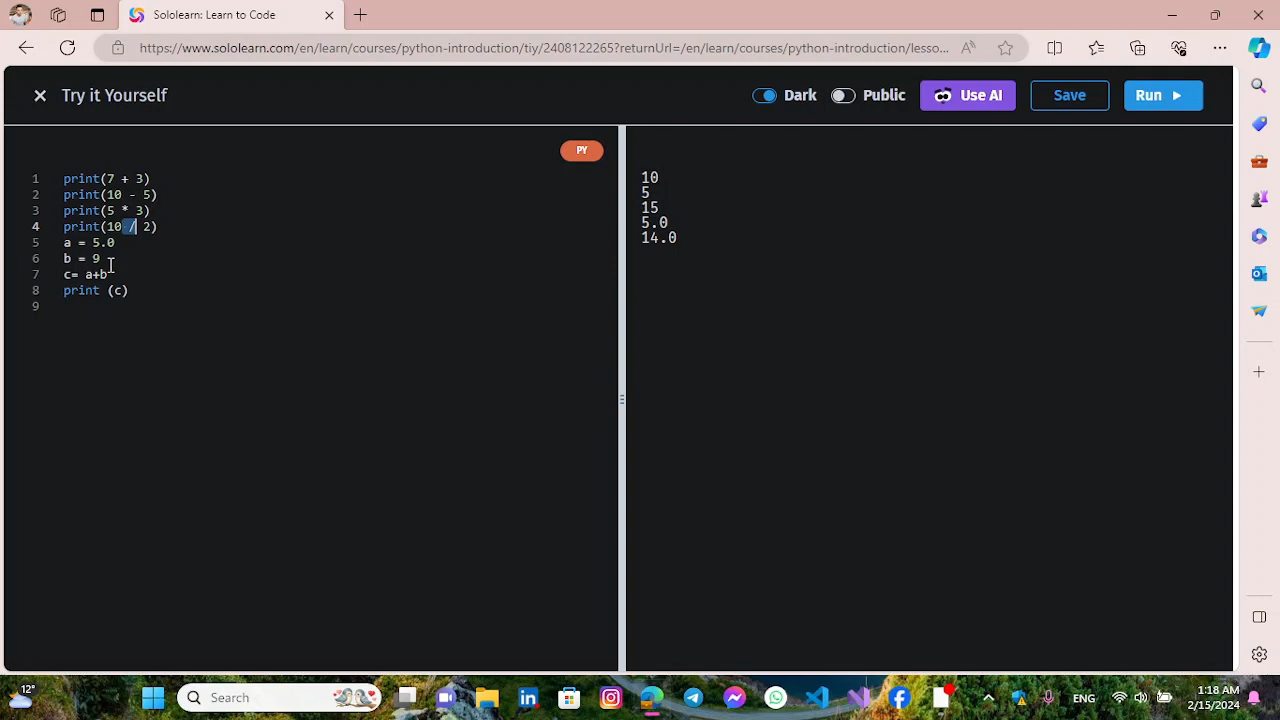 Sololearn: Learn to Code
https://www.sololearn.com/en/learn/courses/python-introduction/tiy/2408122265?returnUrl=/en/learn/courses/python-introduction/lesso...
Try it Yourself
Dark
Public
Use AI
Save
Run
PY
1 print(7 + 3)
2 print(10 - 5)
3 print(5 * 3)
4 print(10 / 2)
5 a = 5.0
6 b = 9
7 c= a+b
8 print (c)
9
10
5
15
5.0
14.0
12°
Search
ENG
1:18 AM
2/15/2024